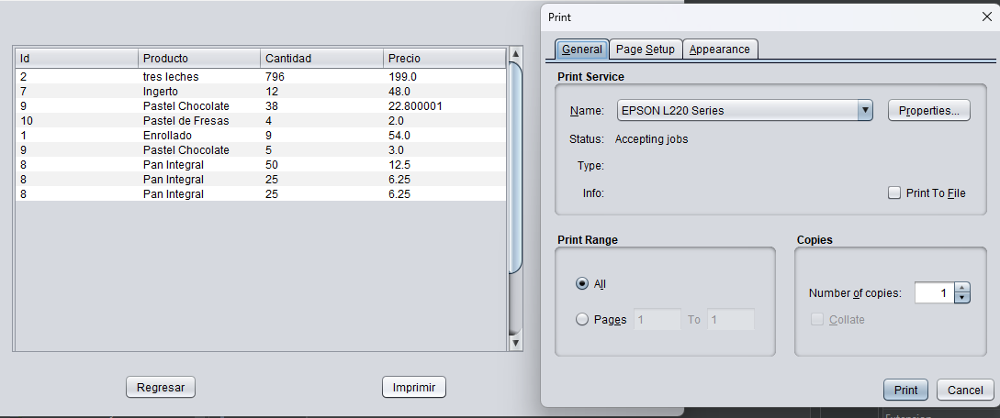 Id Producto Cantidad Precio
2 tres leches 796 199.0
7 Ingerto 12 48.0
9 Pastel Chocolate 38 22.800001
10 Pastel de Fresas 4 2.0
1 Enrollado 9 54.0
9 Pastel Chocolate 5 3.0
8 Pan Integral 50 12.5
8 Pan Integral 25 6.25
8 Pan Integral 25 6.25
Regresar Imprimir
Print
General Page Setup Appearance
Print Service
Name: EPSON L220 Series Properties...
Status: Accepting jobs
Type:
Info: Print To File
Print Range
All
Pages 1 To 1
Copies
Number of copies: 1
Collate
Print Cancel
Extension